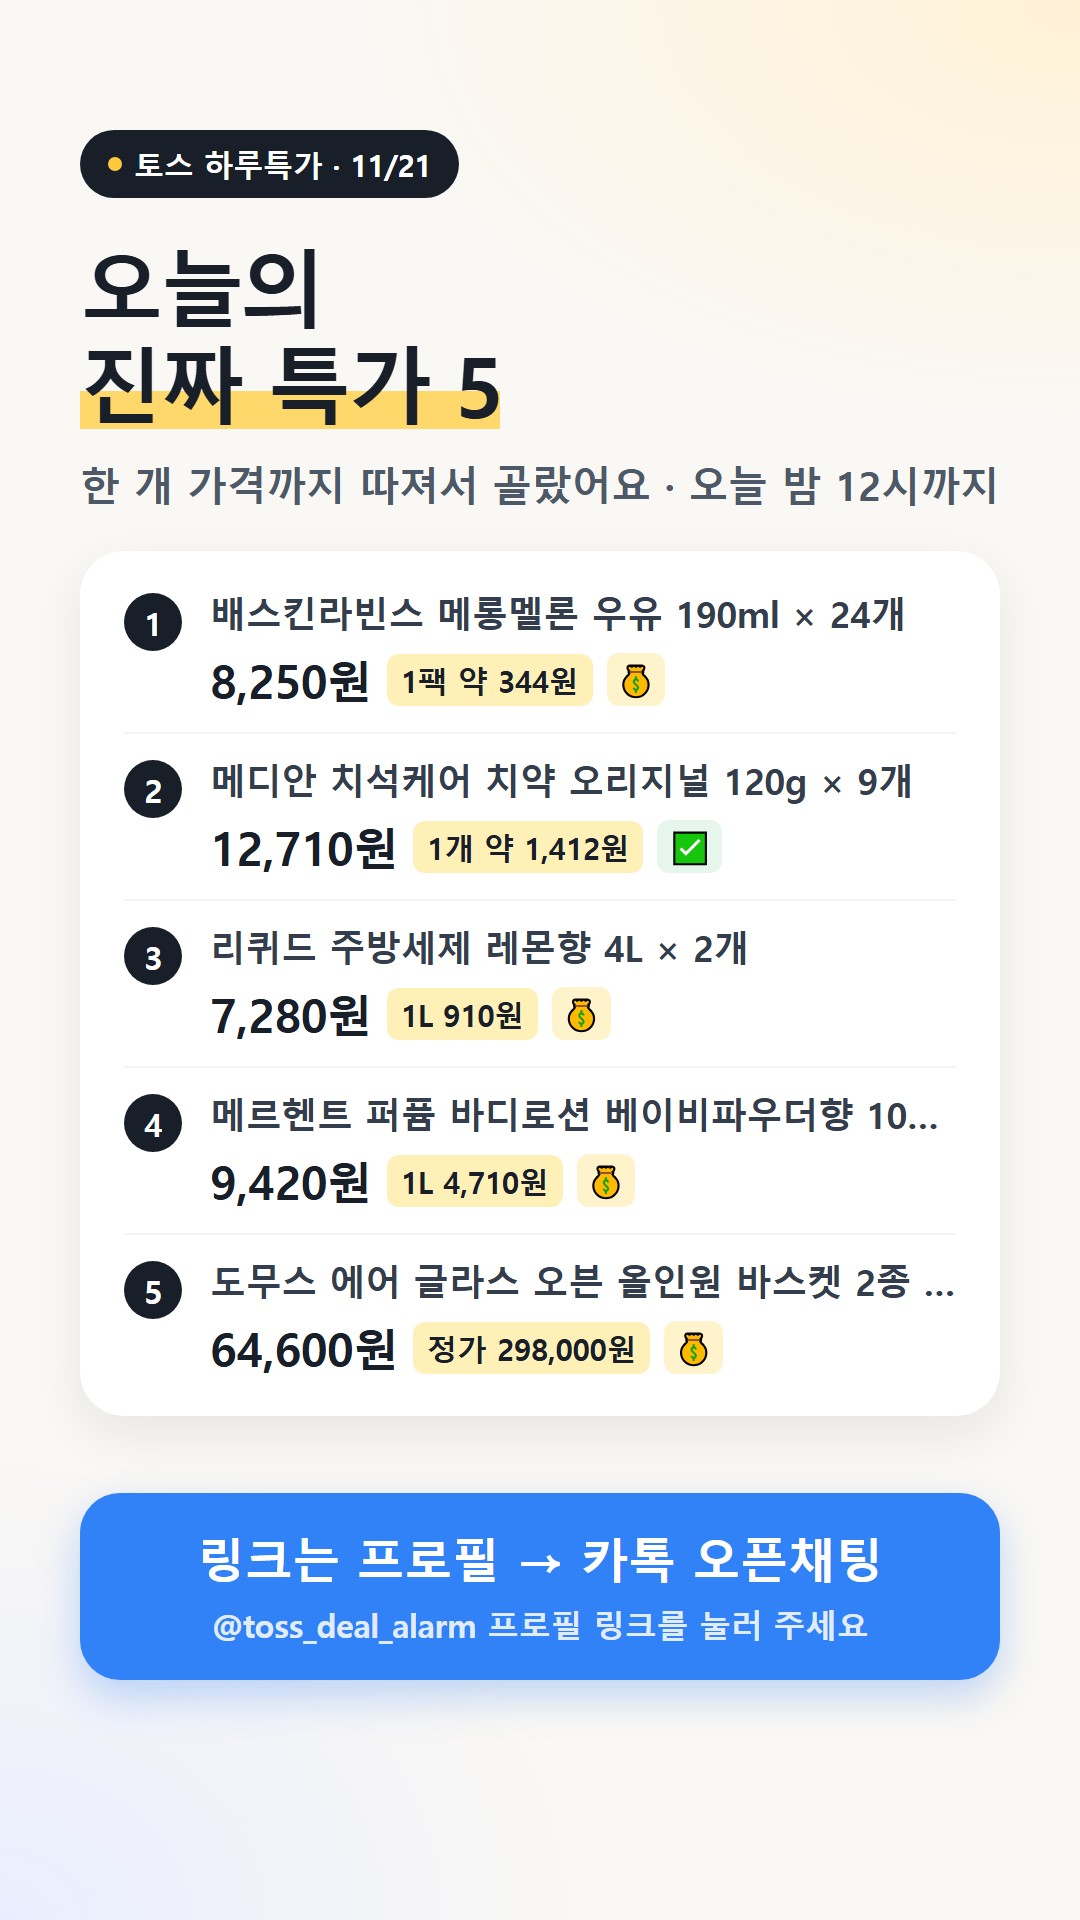 토스 하루특가 · 11/21
오늘의
진짜 특가 5
한 개 가격까지 따져서 골랐어요 · 오늘 밤 12시까지
1 배스킨라빈스 메롱멜론 우유 190ml × 24개
8,250원 1팩 약 344원
2 메디안 치석케어 치약 오리지널 120g × 9개
12,710원 1개 약 1,412원
3 리퀴드 주방세제 레몬향 4L × 2개
7,280원 1L 910원
4 메르헨트 퍼퓸 바디로션 베이비파우더향 10...
9,420원 1L 4,710원
5 도무스 에어 글라스 오븐 올인원 바스켓 2종 ...
64,600원 정가 298,000원
링크는 프로필 → 카톡 오픈채팅
@toss_deal_alarm 프로필 링크를 눌러 주세요